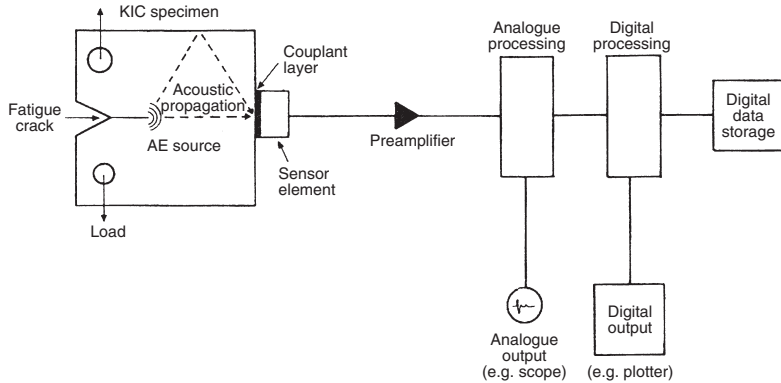 KIC specimen
Couplant
layer
Analogue
processing
Digital
processing
Acoustic
propagation
Fatigue
crack
AE source
Sensor
element
Load
Preamplifier
Digital
data
storage
Analogue
output
(e.g. scope)
Digital
output
(e.g. plotter)